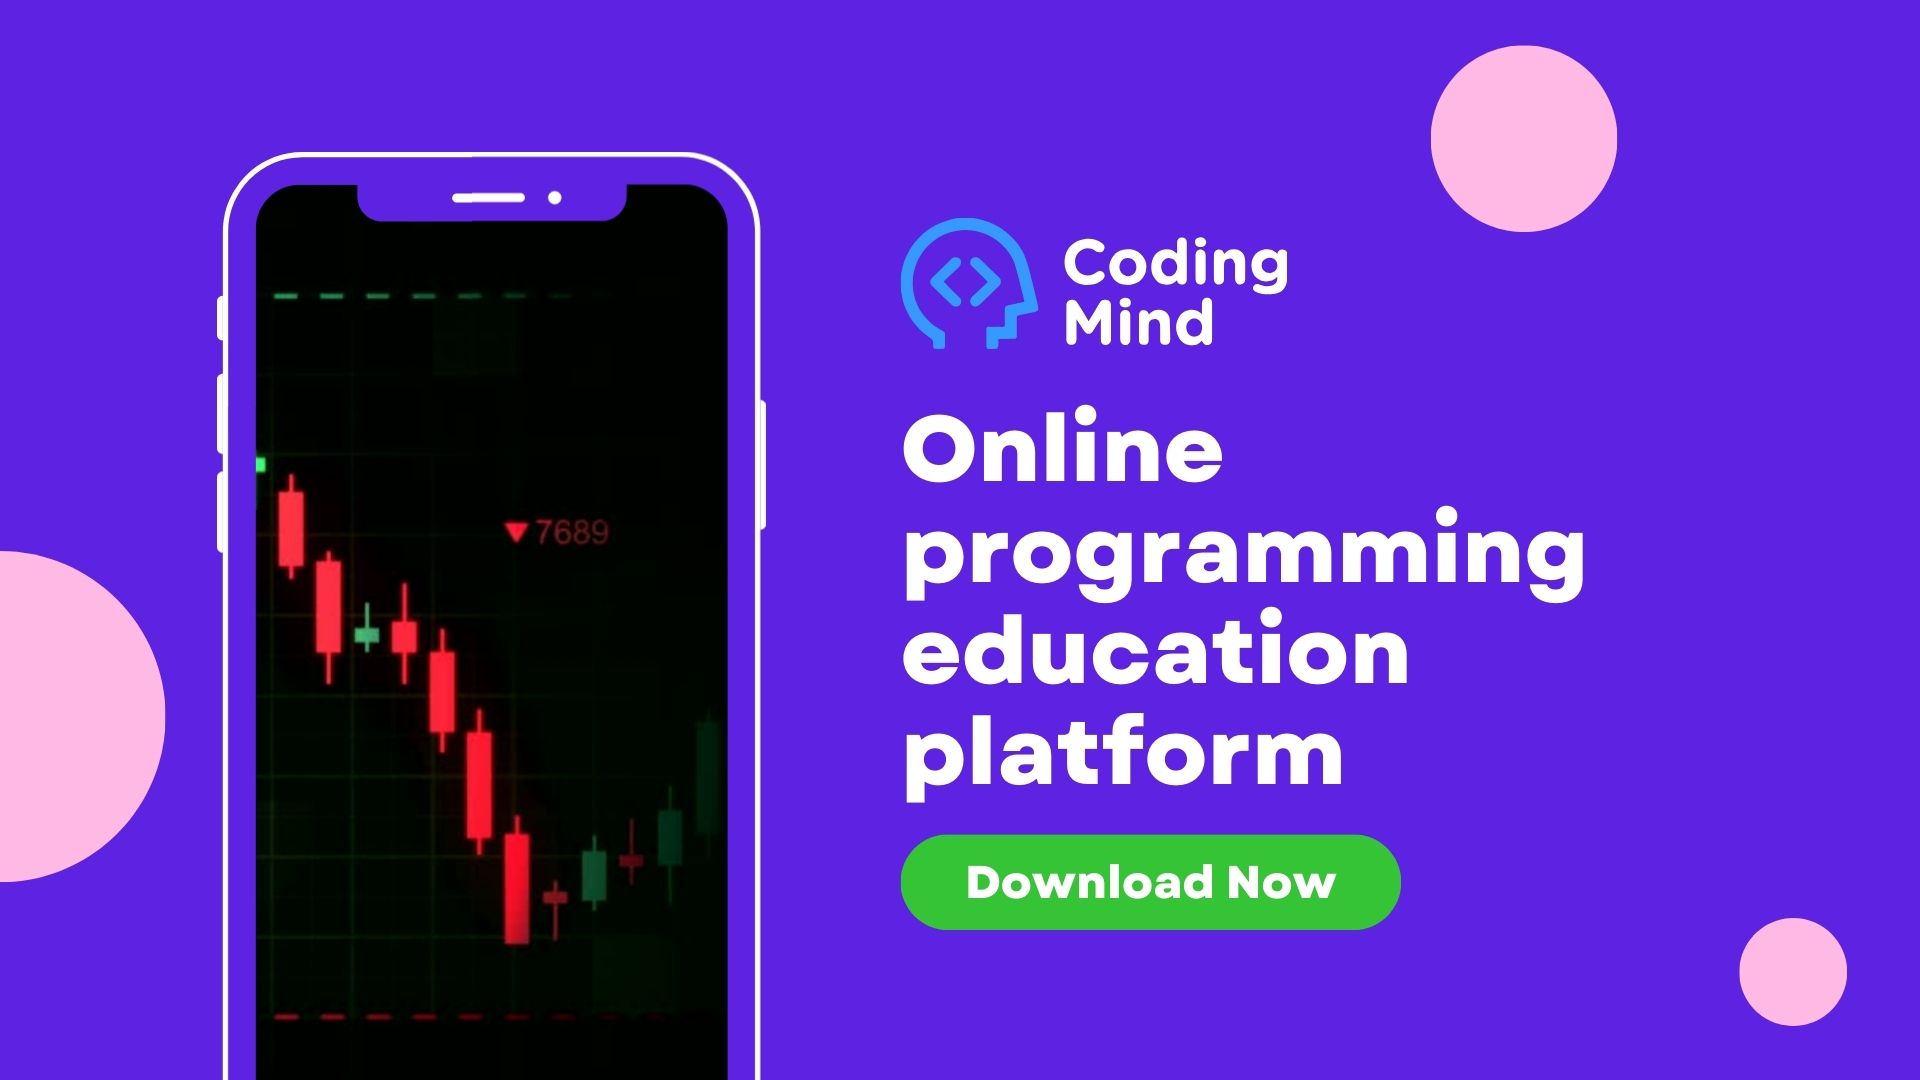 ▼7689
Coding
Mind
Online
programming
education
platform
Download Now